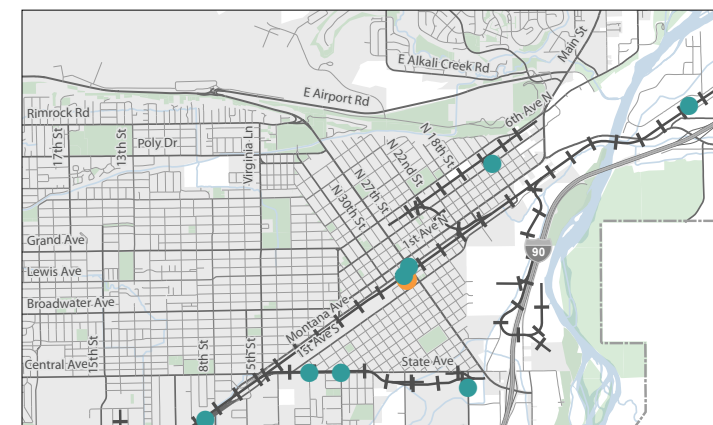 Main St
E Alkali Creek Rd
E Airport Rd
6th Ave N
Rimrock Rd
17th St
13th St
Poly Dr
Virginia Ln
N 18th St
N 22nd St
N 27th St
N 30th St
1st Ave N
Grand Ave
90
Lewis Ave
Broadwater Ave
Montana Ave
1st Ave S
15th St
8th St
5th St
Central Ave
State Ave